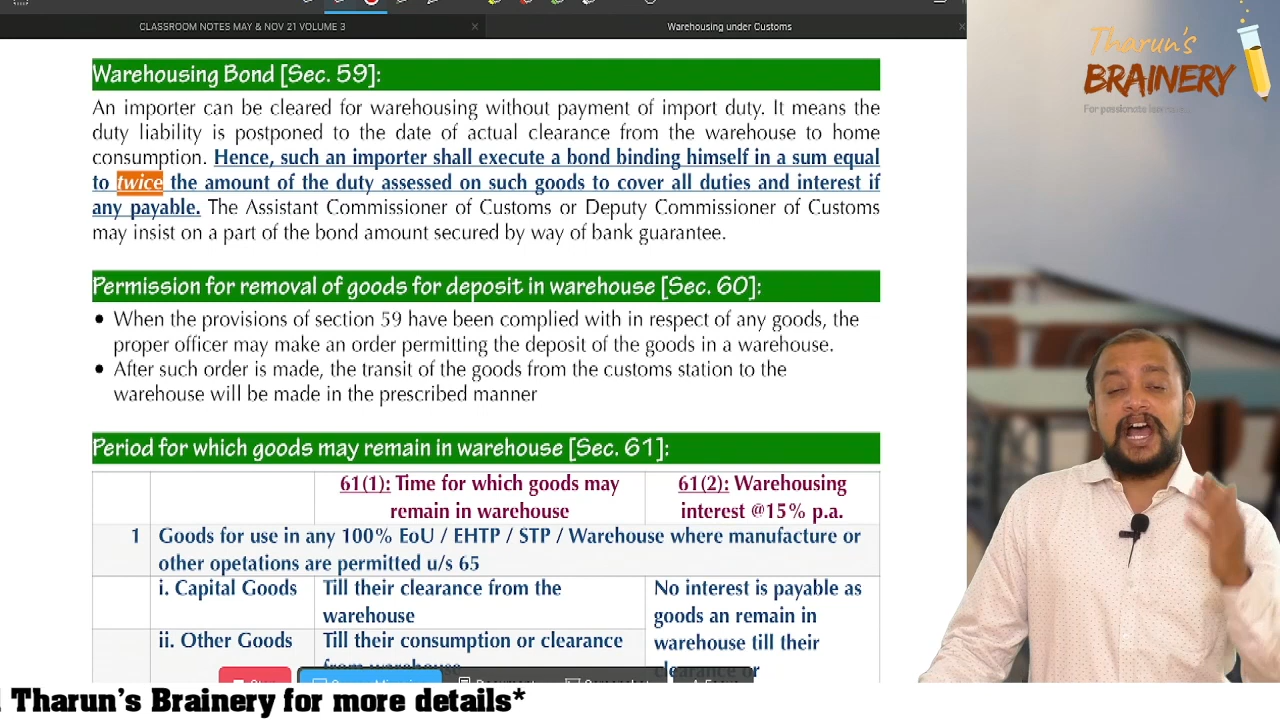 CLASSROOM NOTES MAY & NOV 21 VOLUME 3
Warehousing under Customs
Tharun's
BRAINERY
Warehousing Bond [Sec. 59]:
An importer can be cleared for warehousing without payment of import duty. It means the
duty liability is postponed to the date of actual clearance from the warehouse to home
consumption. Hence, such an importer shall execute a bond binding himself in a sum equal
to twice the amount of the duty assessed on such goods to cover all duties and interest if
any payable. The Assistant Commissioner of Customs or Deputy Commissioner of Customs
may insist on a part of the bond amount secured by way of bank guarantee.
Permission for removal of goods for deposit in warehouse [Sec. 60]:
• When the provisions of section 59 have been complied with in respect of any goods, the
proper officer may make an order permitting the deposit of the goods in a warehouse.
• After such order is made, the transit of the goods from the customs station to the
warehouse will be made in the prescribed manner
Period for which goods may remain in warehouse [Sec. 61]:
61(1): Time for which goods may
remain in warehouse
61(2): Warehousing
interest @15% p.a.
1 Goods for use in any 100% EoU / EHTP / STP / Warehouse where manufacture or
other opetations are permitted u/s 65
i. Capital Goods
Till their clearance from the
warehouse
No interest is payable as
goods an remain in
warehouse till their
clearance or
ii. Other Goods
Till their consumption or clearance
from warehouse
Tharun's Brainery for more details*